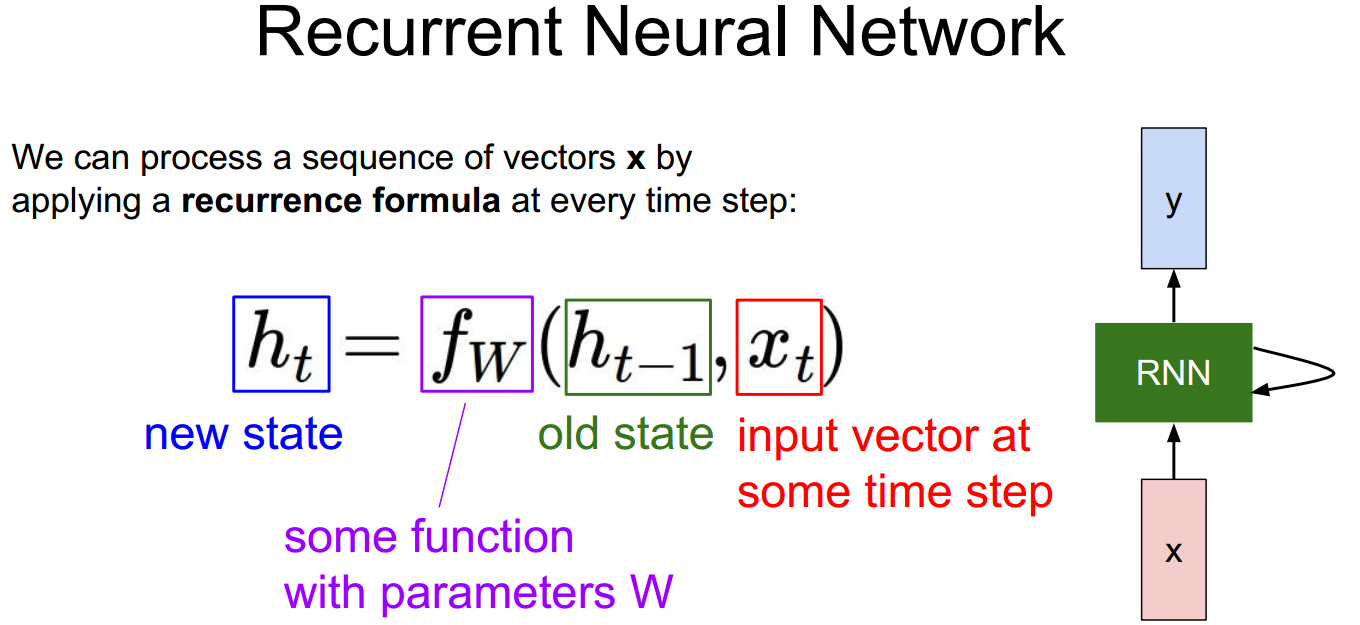 Recurrent Neural Network
We can process a sequence of vectors x by
applying a recurrence formula at every time step:
h_t = f_W(h_{t-1}, x_t)
new state
old state
input vector at
some time step
some function
with parameters W
y
RNN
x